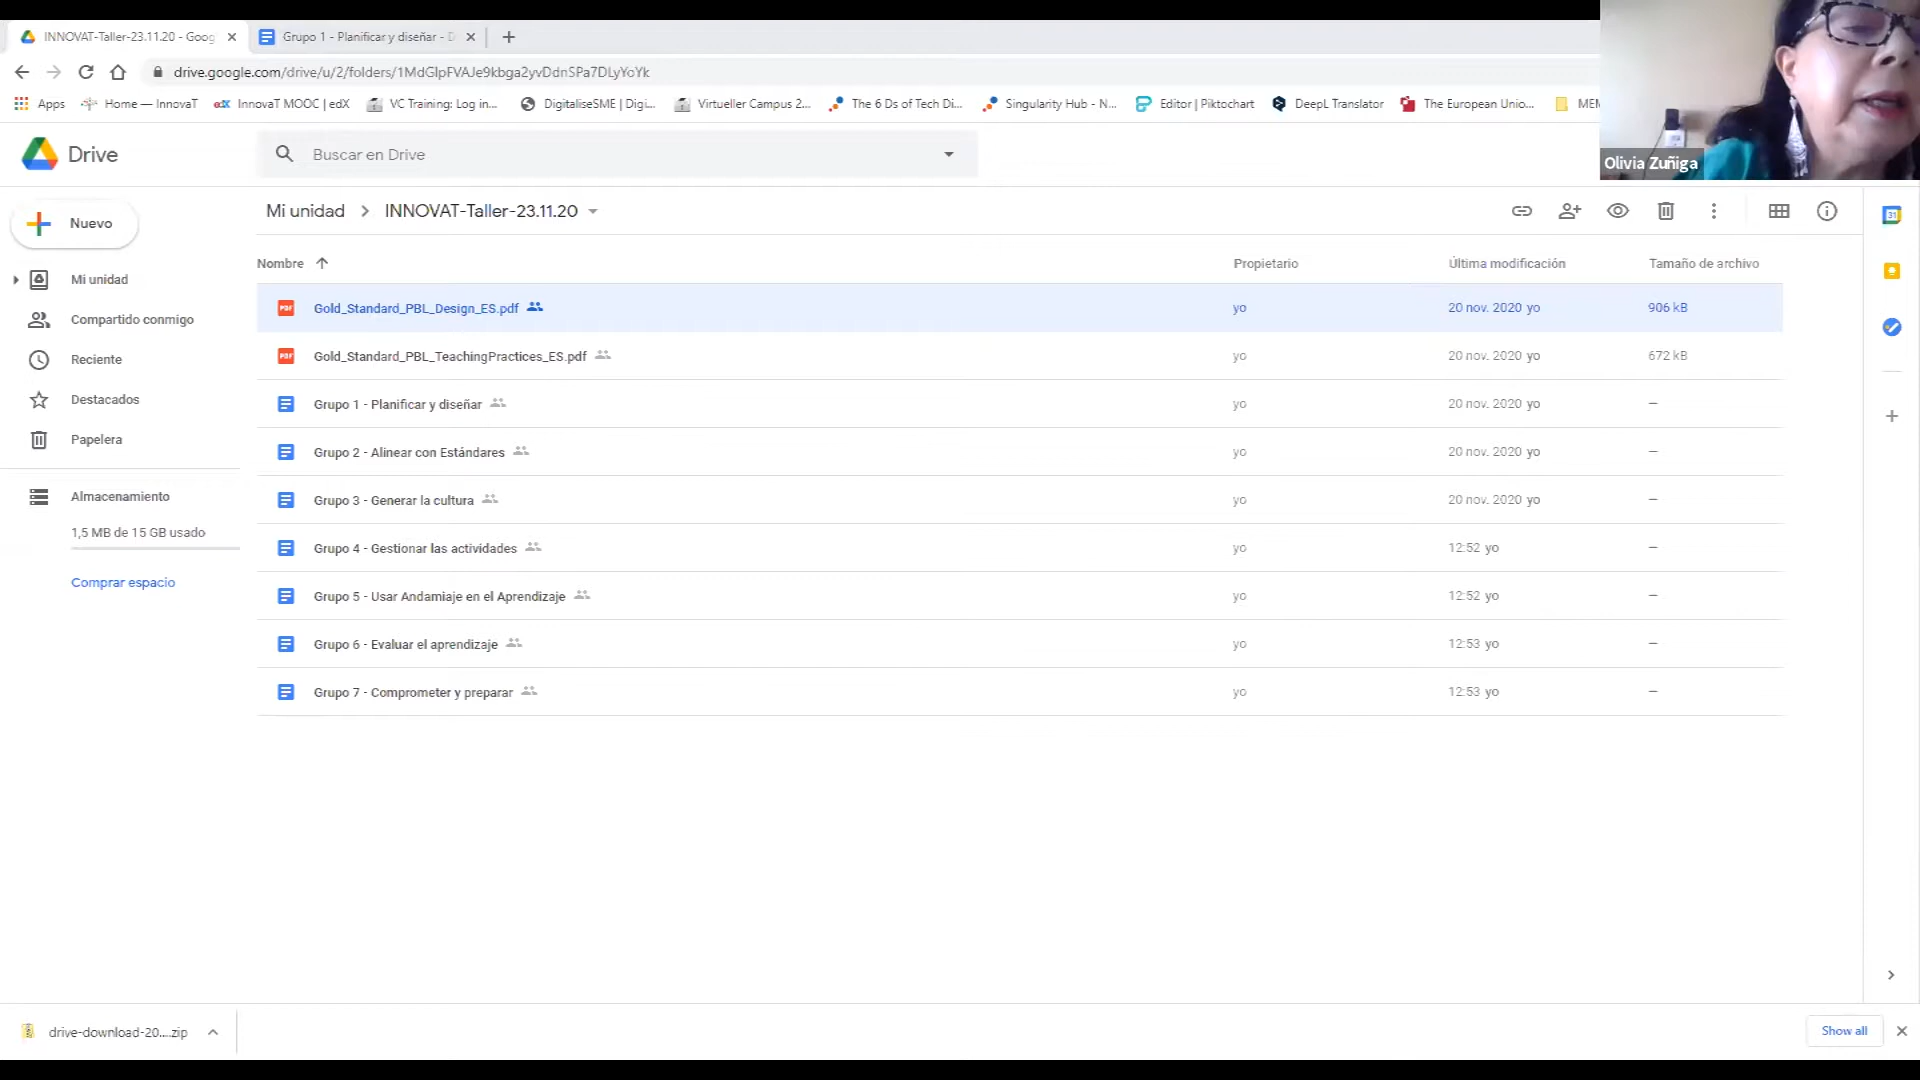 INNOVAT-Taller-23.11.20 - Goog
Grupo 1 - Planificar y diseñar - D
drive.google.com/drive/u/2/folders/1MdGlpFVAJe9kbga2yvDdnSPa7DLyYoYk
Apps
Home — InnovaT
edX
InnovaT MOOC | edX
VC Training: Log in...
DigitaliseSME | Digi...
Virtueller Campus 2...
The 6 Ds of Tech Di...
Singularity Hub - N...
Editor | Piktochart
DeepL Translator
The European Unio...
MEM
Olivia Zuñiga
Drive
Buscar en Drive
Nuevo
Mi unidad
Compartido conmigo
Reciente
Destacados
Papelera
Almacenamiento
1,5 MB de 15 GB usado
Comprar espacio
Mi unidad > INNOVAT-Taller-23.11.20
31
Nombre Propietario Última modificación Tamaño de archivo
PDF Gold_Standard_PBL_Design_ES.pdf yo 20 nov. 2020 yo 906 kB
PDF Gold_Standard_PBL_TeachingPractices_ES.pdf yo 20 nov. 2020 yo 672 kB
Grupo 1 - Planificar y diseñar yo 20 nov. 2020 yo —
Grupo 2 - Alinear con Estándares yo 20 nov. 2020 yo —
Grupo 3 - Generar la cultura yo 20 nov. 2020 yo —
Grupo 4 - Gestionar las actividades yo 12:52 yo —
Grupo 5 - Usar Andamiaje en el Aprendizaje yo 12:52 yo —
Grupo 6 - Evaluar el aprendizaje yo 12:53 yo —
Grupo 7 - Comprometer y preparar yo 12:53 yo —
drive-download-20....zip
Show all